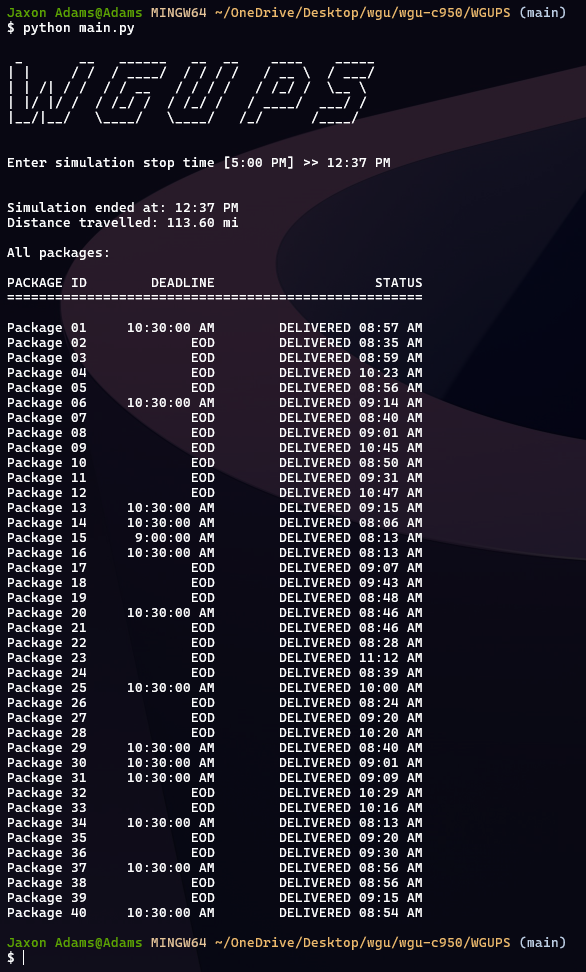 Jaxon Adams@Adams MINGW64 ~/OneDrive/Desktop/wgu/wgu-c950/WGUPS (main)
$ python main.py
WGUPS
Enter simulation stop time [5:00 PM] >> 12:37 PM
Simulation ended at: 12:37 PM
Distance travelled: 113.60 mi
All packages:
PACKAGE ID        DEADLINE                    STATUS
====================================================
Package 01     10:30:00 AM        DELIVERED 08:57 AM
Package 02             EOD        DELIVERED 08:35 AM
Package 03             EOD        DELIVERED 08:59 AM
Package 04             EOD        DELIVERED 10:23 AM
Package 05             EOD        DELIVERED 08:56 AM
Package 06     10:30:00 AM        DELIVERED 09:14 AM
Package 07             EOD        DELIVERED 08:40 AM
Package 08             EOD        DELIVERED 09:01 AM
Package 09             EOD        DELIVERED 10:45 AM
Package 10             EOD        DELIVERED 08:50 AM
Package 11             EOD        DELIVERED 09:31 AM
Package 12             EOD        DELIVERED 10:47 AM
Package 13     10:30:00 AM        DELIVERED 09:15 AM
Package 14     10:30:00 AM        DELIVERED 08:06 AM
Package 15      9:00:00 AM        DELIVERED 08:13 AM
Package 16     10:30:00 AM        DELIVERED 08:13 AM
Package 17             EOD        DELIVERED 09:07 AM
Package 18             EOD        DELIVERED 09:43 AM
Package 19             EOD        DELIVERED 08:48 AM
Package 20     10:30:00 AM        DELIVERED 08:46 AM
Package 21             EOD        DELIVERED 08:46 AM
Package 22             EOD        DELIVERED 08:28 AM
Package 23             EOD        DELIVERED 11:12 AM
Package 24             EOD        DELIVERED 08:39 AM
Package 25     10:30:00 AM        DELIVERED 10:00 AM
Package 26             EOD        DELIVERED 08:24 AM
Package 27             EOD        DELIVERED 09:20 AM
Package 28             EOD        DELIVERED 10:20 AM
Package 29     10:30:00 AM        DELIVERED 08:40 AM
Package 30     10:30:00 AM        DELIVERED 09:01 AM
Package 31     10:30:00 AM        DELIVERED 09:09 AM
Package 32             EOD        DELIVERED 10:29 AM
Package 33             EOD        DELIVERED 10:16 AM
Package 34     10:30:00 AM        DELIVERED 08:13 AM
Package 35             EOD        DELIVERED 09:20 AM
Package 36             EOD        DELIVERED 09:30 AM
Package 37     10:30:00 AM        DELIVERED 08:56 AM
Package 38             EOD        DELIVERED 08:56 AM
Package 39             EOD        DELIVERED 09:15 AM
Package 40     10:30:00 AM        DELIVERED 08:54 AM
Jaxon Adams@Adams MINGW64 ~/OneDrive/Desktop/wgu/wgu-c950/WGUPS (main)
$